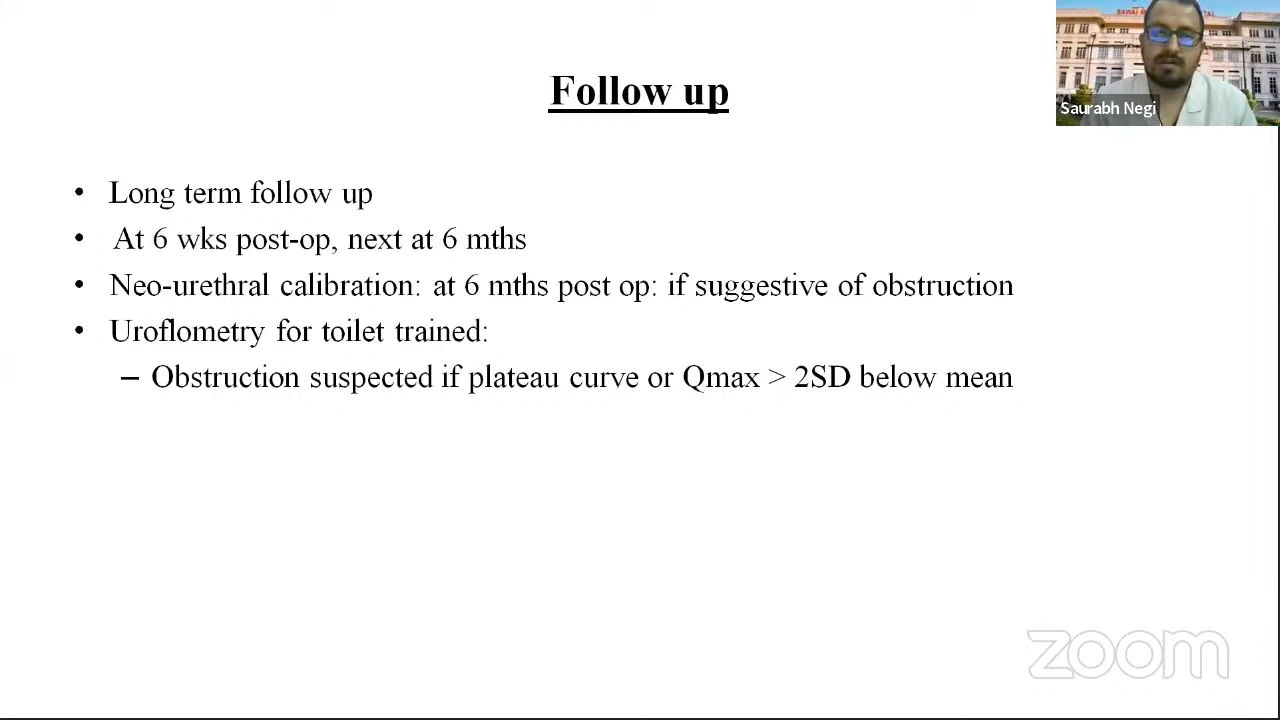 Follow up
Saurabh Negi
• Long term follow up
• At 6 wks post-op, next at 6 mths
• Neo-urethral calibration: at 6 mths post op: if suggestive of obstruction
• Uroflometry for toilet trained:
– Obstruction suspected if plateau curve or Qmax > 2SD below mean
zoom